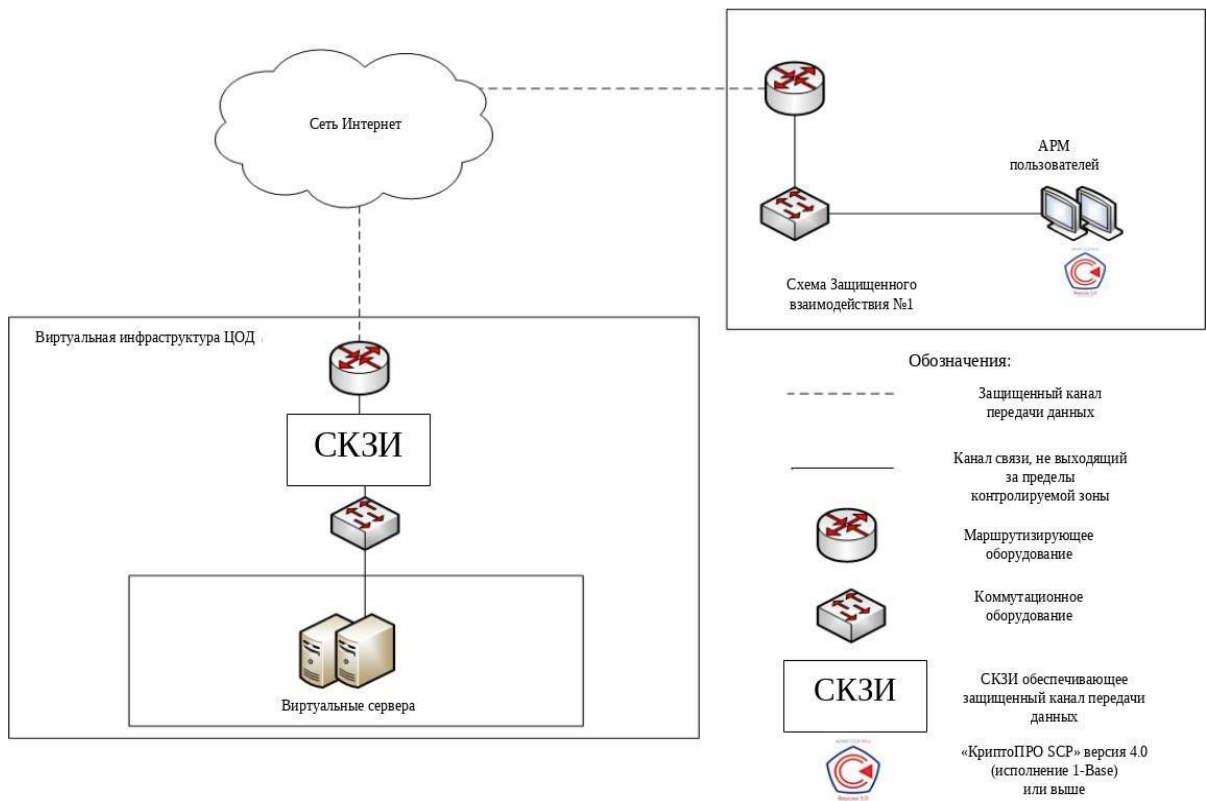 Сеть Интернет
АРМ
пользователей
Схема Защищенного
взаимодействия №1
Виртуальная инфраструктура ЦОД
СКЗИ
Виртуальные сервера
Обозначения:
Защищенный канал
передачи данных
Канал связи, не выходящий
за пределы
контролируемой зоны
Маршрутизирующее
оборудование
Коммутационное
оборудование
СКЗИ
СКЗИ обеспечивающее
защищенный канал передачи
данных
«КриптоПРО SCP» версия 4.0
(исполнение 1-Base)
или выше